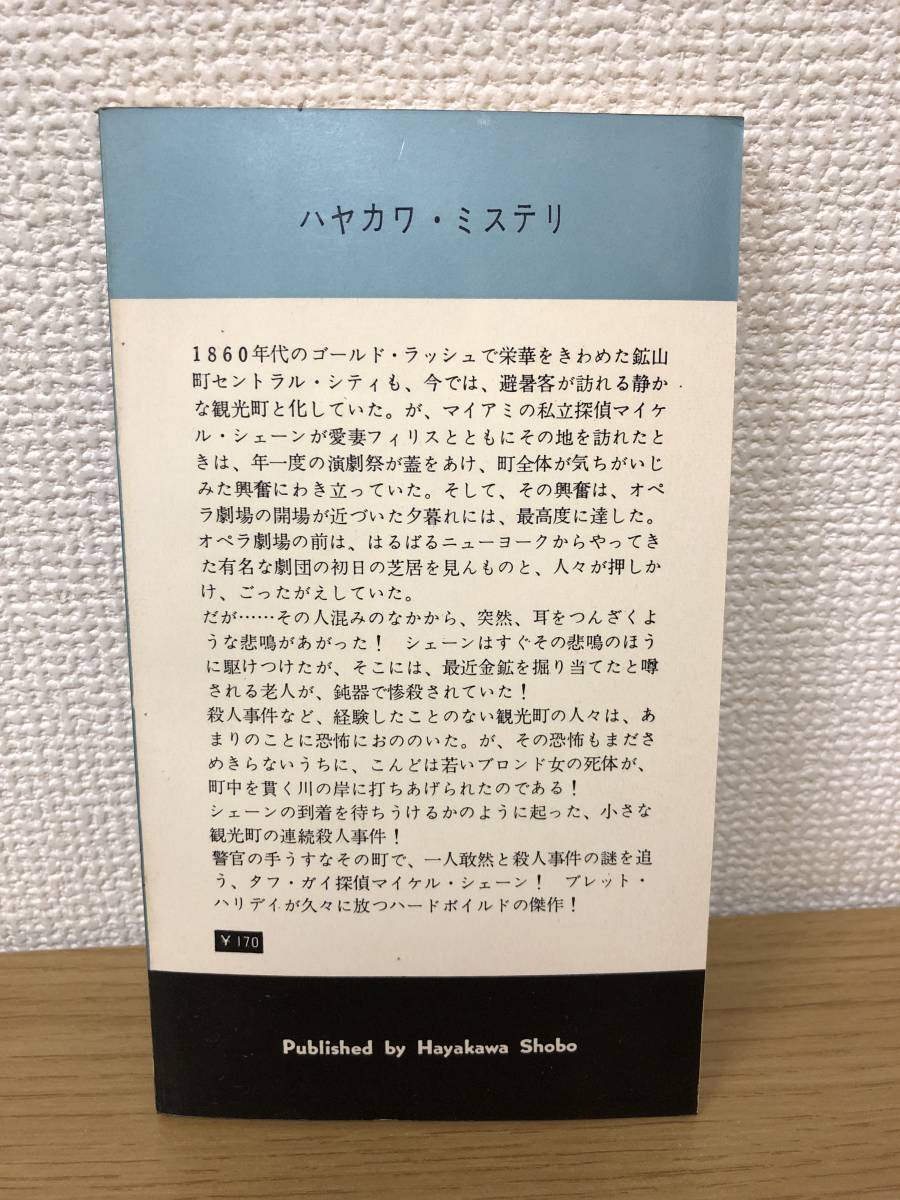 ハヤカワ・ミステリ
1860年代のゴールド・ラッシュで栄華をきわめた鉱山
町セントラル・シティも、今では、避暑客が訪れる静か
な観光町と化していた。が、マイアミの私立探偵マイケ
ル・シェーンが愛妻フィリスとともにその地を訪れたと
きは、年一度の演劇祭が蓋をあけ、町全体が気ちがいじ
みた興奮にわき立っていた。そして、その興奮は、オペ
ラ劇場の開場が近づいた夕暮れには、最高度に達した。
オペラ劇場の前は、はるばるニューヨークからやってき
た有名な劇団の初日の芝居を見んものと、人々が押しか
け、ごったがえしていた。
だが……その人混みのなかから、突然、耳をつんざくよ
うな悲鳴があがった！　シェーンはすぐその悲鳴のほう
に駆けつけたが、そこには、最近金鉱を掘り当てたと噂
される老人が、鈍器で惨殺されていた！
殺人事件など、経験したことのない観光町の人々は、あ
まりのことに恐怖におののいた。が、その恐怖もまださ
めきらないうちに、こんどは若いブロンド女の死体が、
町中を貫く川の岸に打ちあげられたのである！
シェーンの到着を待ちうけるかのように起った、小さな
観光町の連続殺人事件！
警官の手うすなその町で、一人敢然と殺人事件の謎を追
う、タフ・ガイ探偵マイケル・シェーン！　ブレット・
ハリデイが久々に放つハードボイルドの傑作！
¥170
Published by Hayakawa Shobo